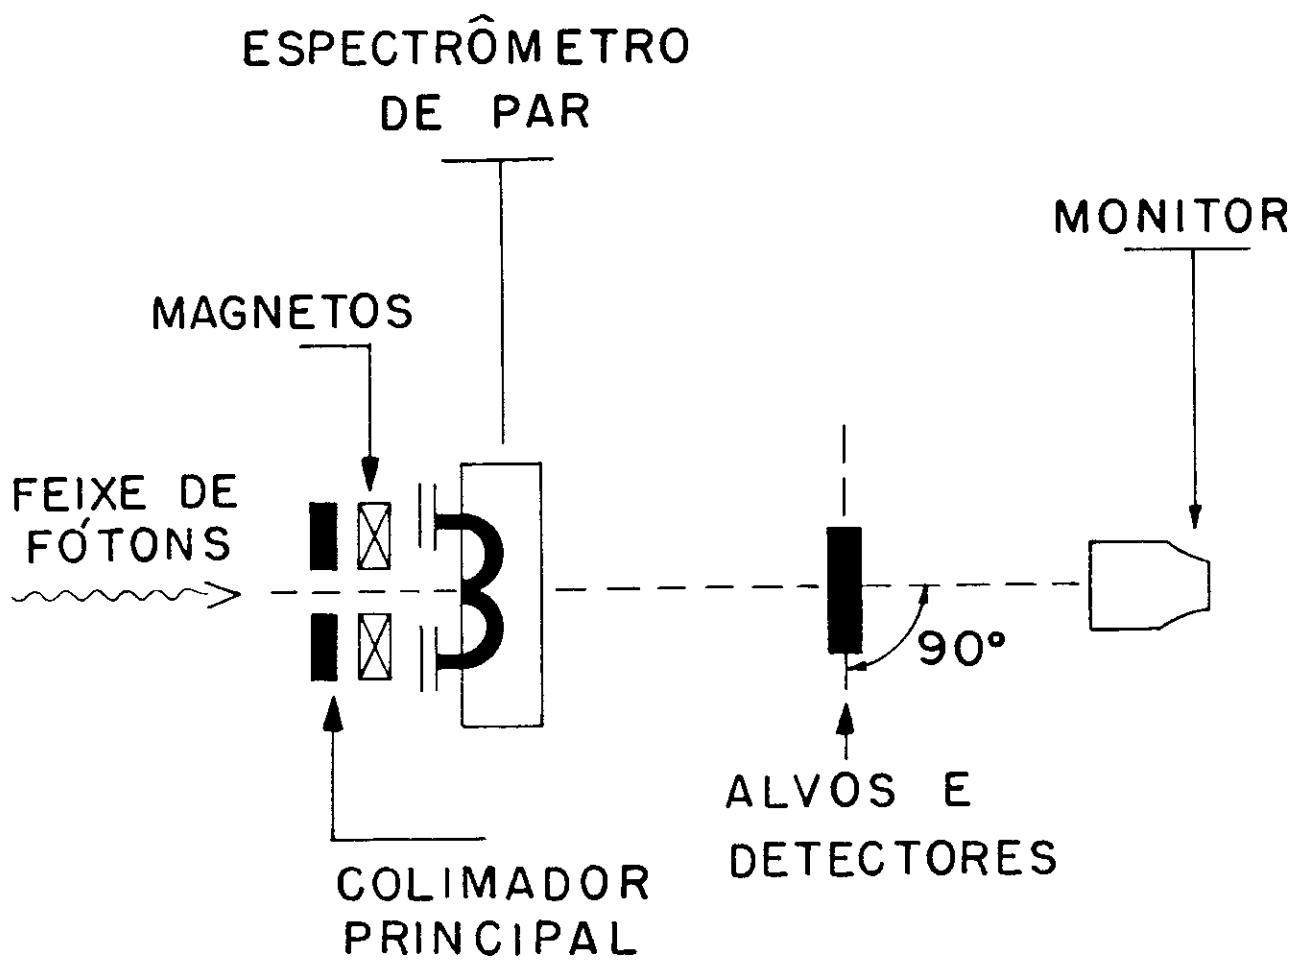 ESPECTRÔMETRO
DE PAR
MONITOR
MAGNETOS
FEIXE DE
FÓTONS
90°
ALVOS E
DETECTORES
COLIMADOR
PRINCIPAL